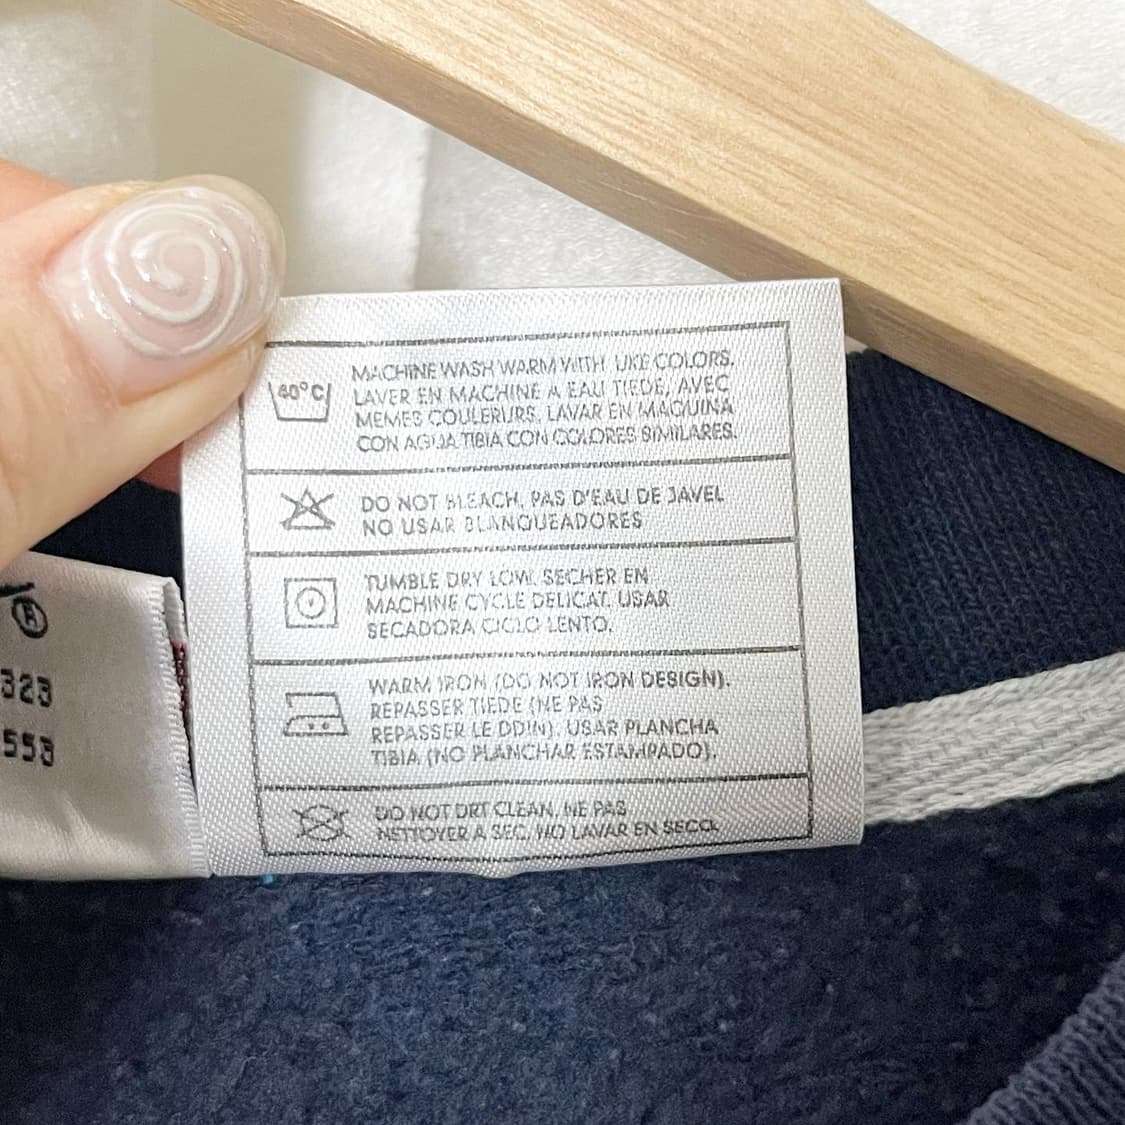 40°C
MACHINE WASH WARM WITH LIKE COLORS.
LAVER EN MACHINE A EAU TIEDE, AVEC
MEMES COULERURS. LAVAR EN MAQUINA
CON AGUA TIBIA CON COLORES SIMILARES.
DO NOT BLEACH. PAS D'EAU DE JAVEL
NO USAR BLANQUEADORES
TUMBLE DRY LOW. SECHER EN
MACHINE CYCLE DELICAT. USAR
SECADORA CICLO LENTO.
WARM IRON (DO NOT IRON DESIGN).
REPASSER TIEDE (NE PAS
REPASSER LE DDIN). USAR PLANCHA
TIBIA (NO PLANCHAR ESTAMPADO).
DO NOT DRT CLEAN. NE PAS
NETTOYER A SEC. NO LAVAR EN SECO.
®
323
553